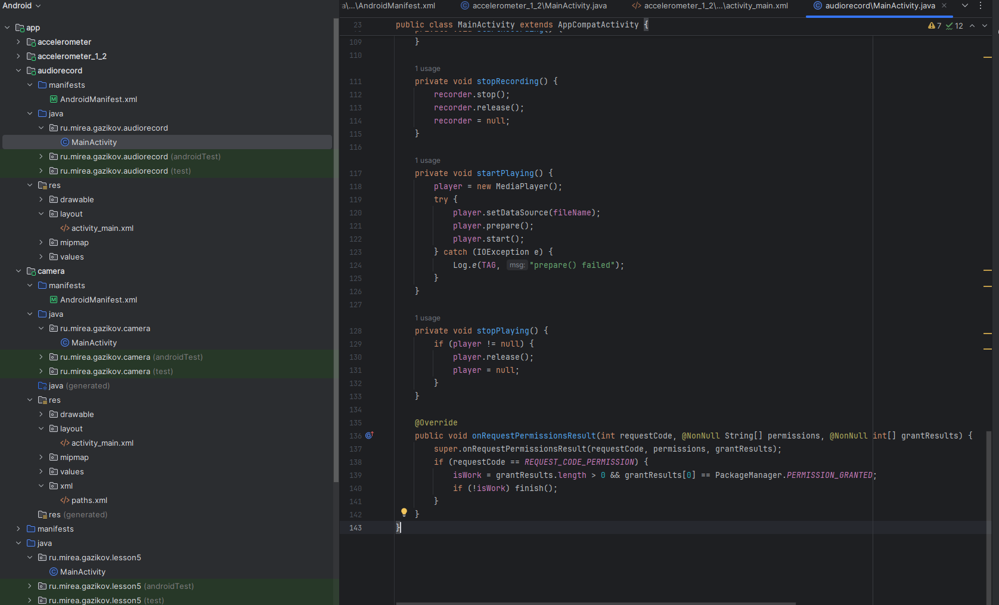 Android
app
accelerometer
accelerometer_1_2
audiorecord
manifests
AndroidManifest.xml
java
ru.mirea.gazikov.audiorecord
MainActivity
ru.mirea.gazikov.audiorecord (androidTest)
ru.mirea.gazikov.audiorecord (test)
res
drawable
layout
activity_main.xml
mipmap
values
camera
manifests
AndroidManifest.xml
java
ru.mirea.gazikov.camera
MainActivity
ru.mirea.gazikov.camera (androidTest)
ru.mirea.gazikov.camera (test)
java (generated)
res
drawable
layout
activity_main.xml
mipmap
values
xml
paths.xml
res (generated)
manifests
java
ru.mirea.gazikov.lesson5
MainActivity
ru.mirea.gazikov.lesson5 (androidTest)
ru.mirea.gazikov.lesson5 (test)
a\...\AndroidManifest.xml accelerometer_1_2\MainActivity.java accelerometer_1_2\...\activity_main.xml audiorecord\MainActivity.java
23 public class MainActivity extends AppCompatActivity { 7 12
109 }
110
1 usage
111 private void stopRecording() {
112 recorder.stop();
113 recorder.release();
114 recorder = null;
115 }
116
1 usage
117 private void startPlaying() {
118 player = new MediaPlayer();
119 try {
120 player.setDataSource(fileName);
121 player.prepare();
122 player.start();
123 } catch (IOException e) {
124 Log.e(TAG, msg: "prepare() failed");
125 }
126 }
127
1 usage
128 private void stopPlaying() {
129 if (player != null) {
130 player.release();
131 player = null;
132 }
133 }
134
135 @Override
136 public void onRequestPermissionsResult(int requestCode, @NonNull String[] permissions, @NonNull int[] grantResults) {
137 super.onRequestPermissionsResult(requestCode, permissions, grantResults);
138 if (requestCode == REQUEST_CODE_PERMISSION) {
139 isWork = grantResults.length > 0 && grantResults[0] == PackageManager.PERMISSION_GRANTED;
140 if (!isWork) finish();
141 }
142 }
143 }